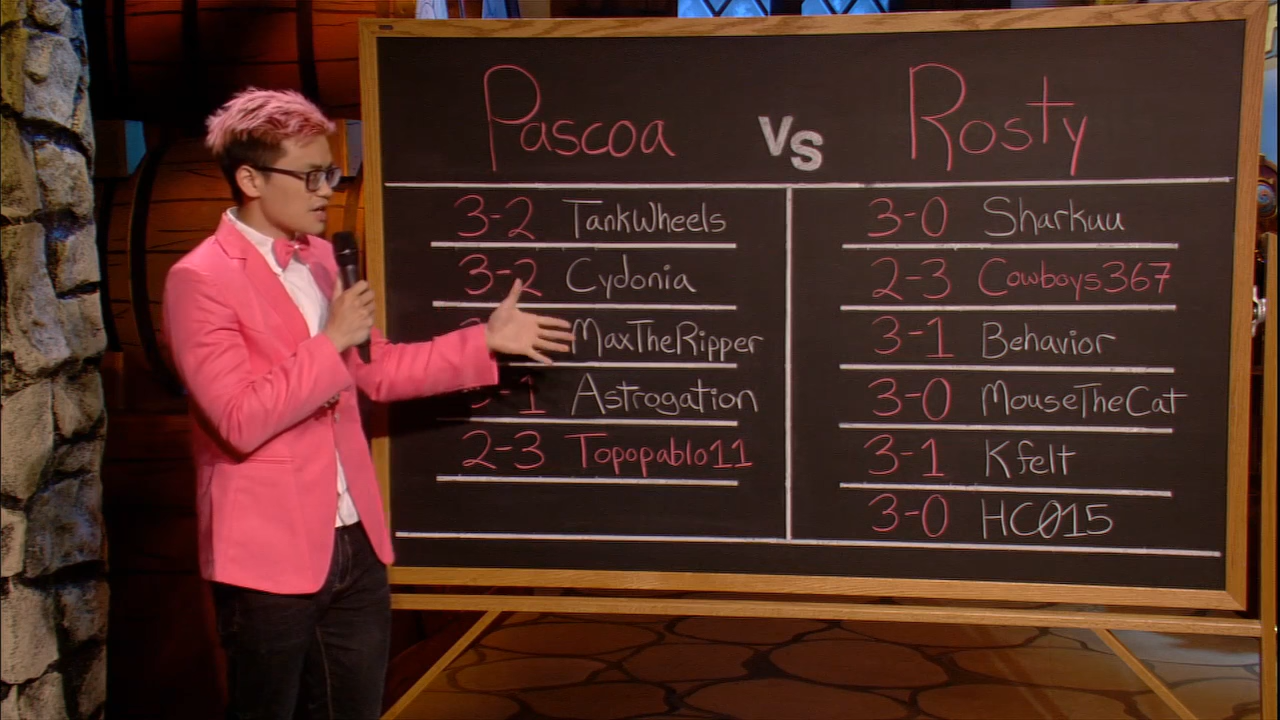 Pascoa vs Rosty
3-2 TankWheels
3-2 Cydonia
MaxTheRipper
-1 Astrogation
2-3 Topopablo11
3-0 Sharkuu
2-3 Cowboys367
3-1 Behavior
3-0 MouseTheCat
3-1 Kfelt
3-0 HC015